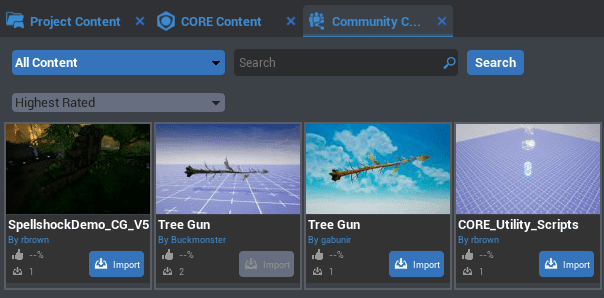 Project Content
CORE Content
Community C...
All Content
Search
Search
Highest Rated
SpellshockDemo_CG_V5
By rbrown
--%
1
Import
Tree Gun
By Buckmonster
--%
2
Import
Tree Gun
By gabunir
--%
1
Import
CORE_Utility_Scripts
By rbrown
--%
1
Import